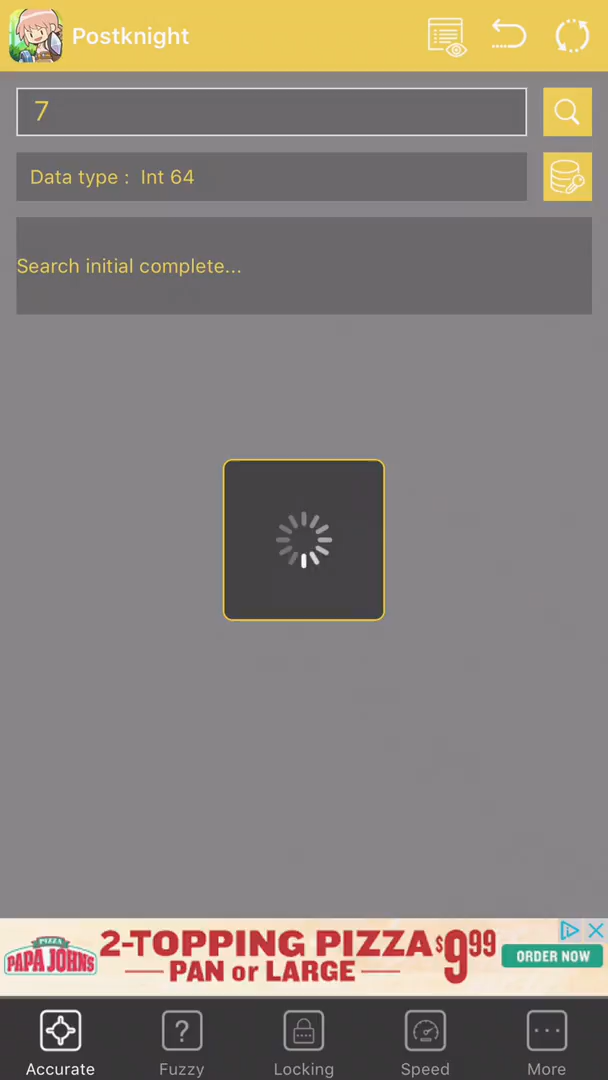 Postknight
7
Data type : Int 64
Search initial complete...
PIZZA
PAPA JOHNS
2-TOPPING PIZZA $9.99
PAN or LARGE
ORDER NOW
Accurate
Fuzzy
Locking
Speed
More